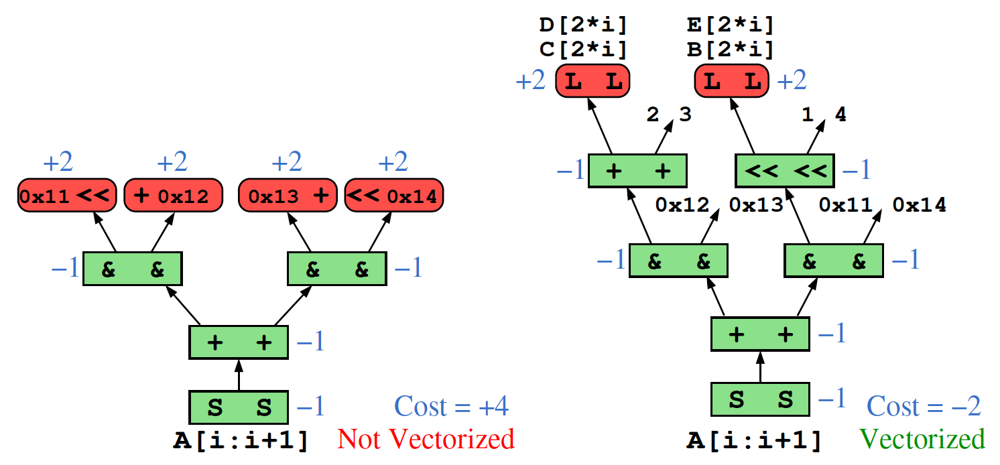 D[2*i] E[2*i]
C[2*i] B[2*i]
+2 L L L L +2
2 3 1 4
+2 +2 +2 +2
−1 + + << << −1
0x11 << + 0x12 0x13 + << 0x14
0x12 0x13 0x11 0x14
−1 & & & & −1
−1 & & & & −1
+ + −1
+ + −1
S S −1 Cost = +4
S S −1 Cost = −2
A[i:i+1] Not Vectorized
A[i:i+1] Vectorized